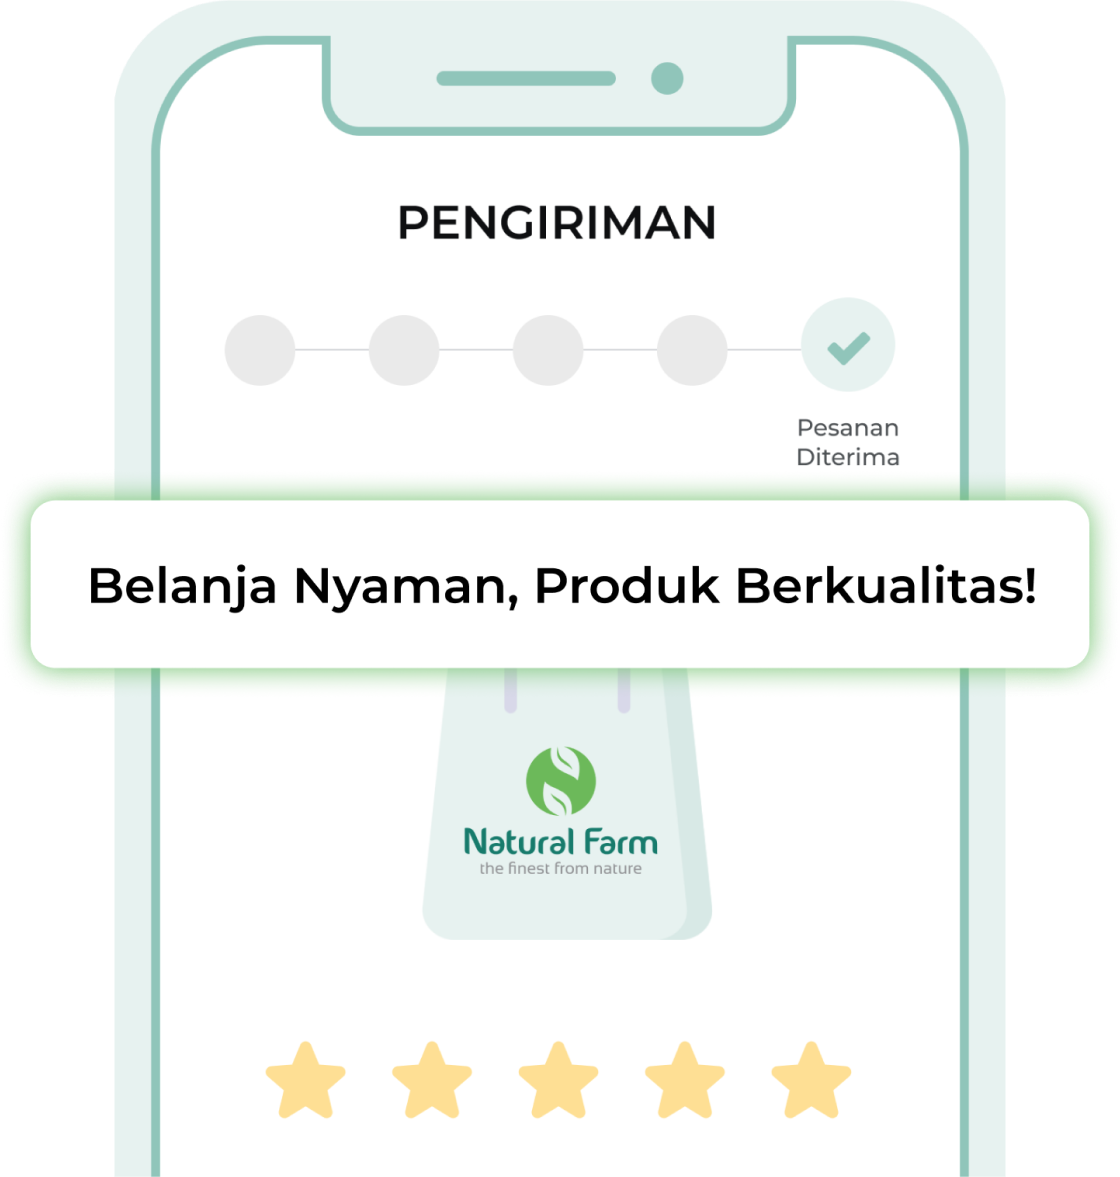 PENGIRIMAN
Pesanan
Diterima
Belanja Nyaman, Produk Berkualitas!
Natural Farm
the finest from nature